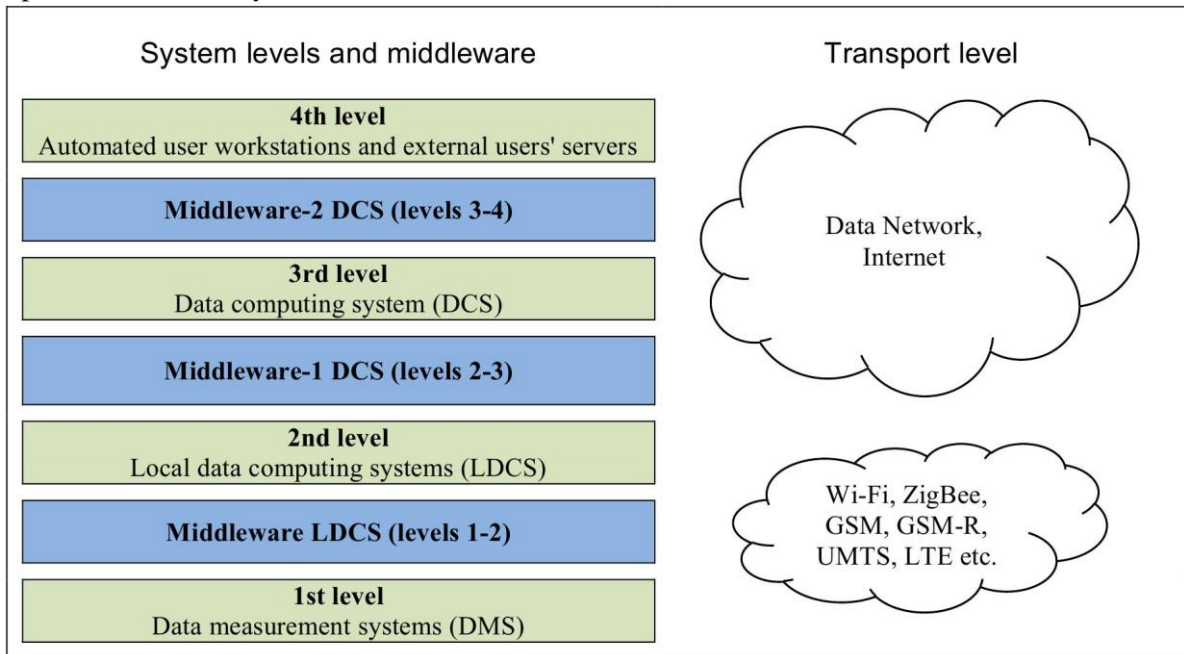 System levels and middleware
Transport level
4th level
Automated user workstations and external users' servers
Middleware-2 DCS (levels 3-4)
3rd level
Data computing system (DCS)
Middleware-1 DCS (levels 2-3)
2nd level
Local data computing systems (LDCS)
Middleware LDCS (levels 1-2)
1st level
Data measurement systems (DMS)
Data Network,
Internet
Wi-Fi, ZigBee,
GSM, GSM-R,
UMTS, LTE etc.